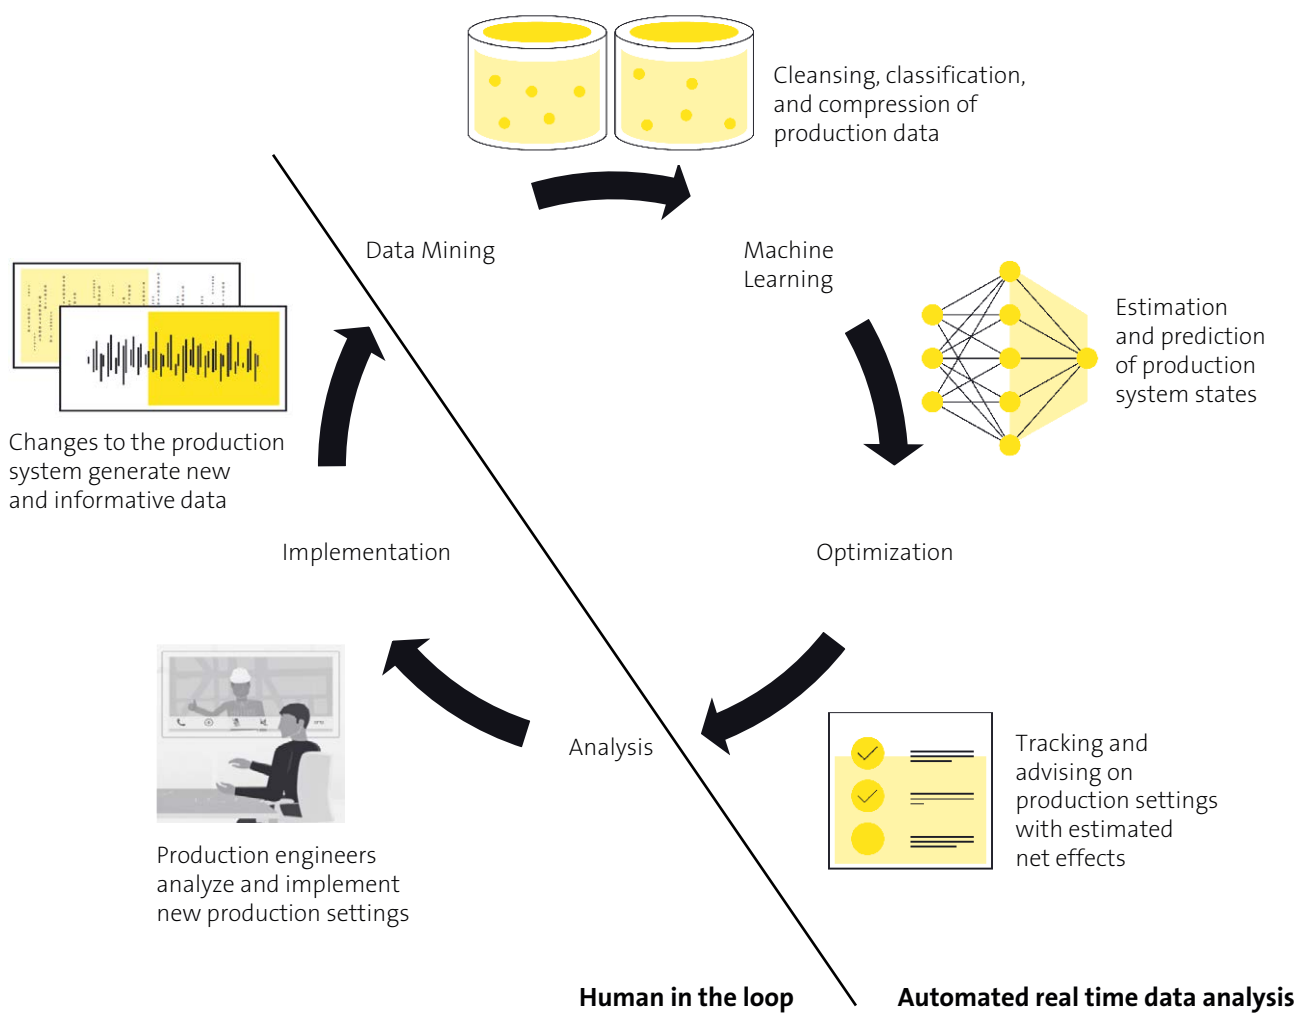 Cleansing, classification,
and compression of
production data
Data Mining
Machine
Learning
Estimation
and prediction
of production
system states
Changes to the production
system generate new
and informative data
Implementation
Optimization
Analysis
Tracking and
advising on
production settings
with estimated
net effects
Production engineers
analyze and implement
new production settings
Human in the loop
Automated real time data analysis